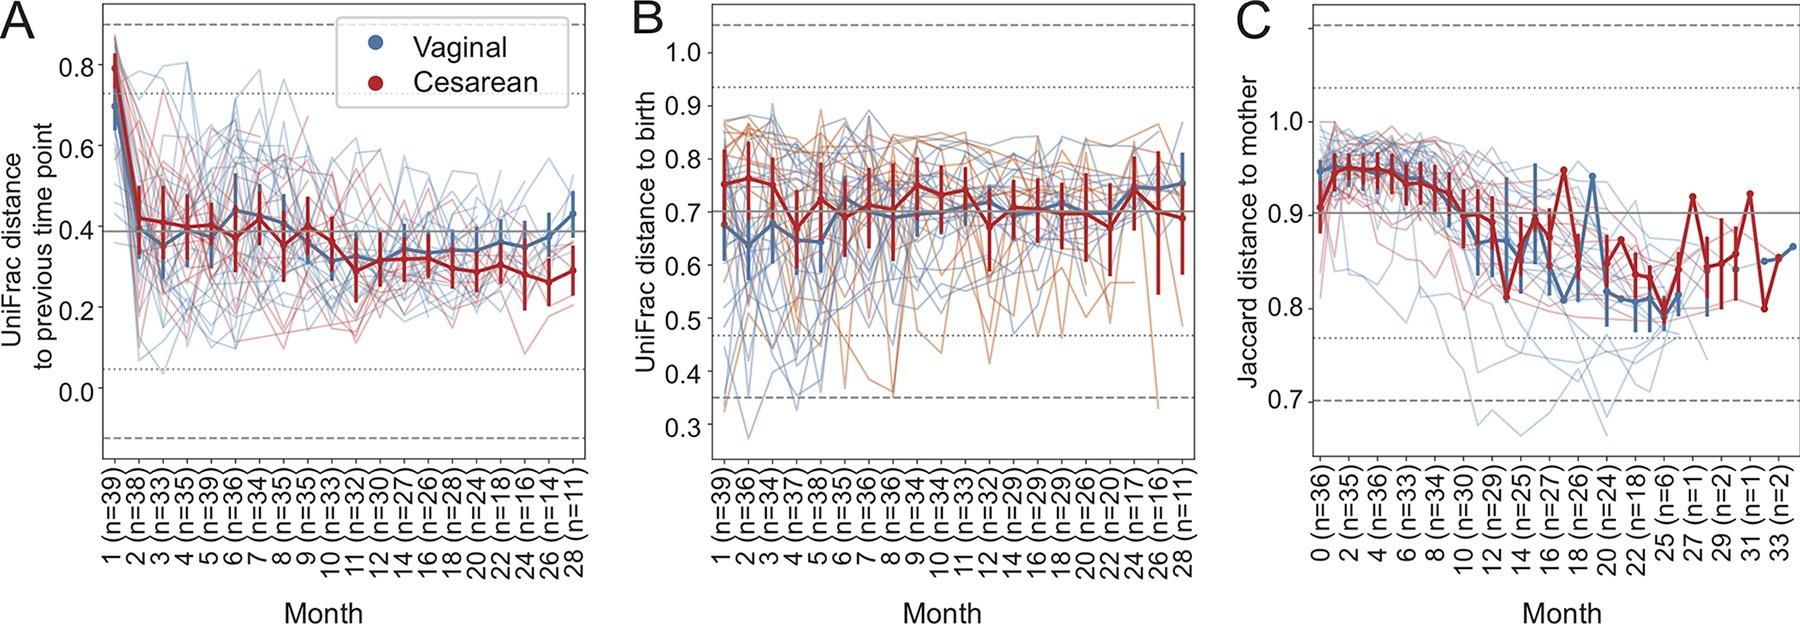 A
UniFrac distance
to previous time point
0.8
0.6
0.4
0.2
0.0
Vaginal
Cesarean
1 (n=39)
2 (n=38)
3 (n=33)
4 (n=35)
5 (n=39)
6 (n=36)
7 (n=34)
8 (n=35)
9 (n=35)
10 (n=33)
11 (n=32)
12 (n=30)
14 (n=27)
16 (n=26)
18 (n=28)
20 (n=24)
22 (n=18)
24 (n=16)
26 (n=14)
28 (n=11)
Month
B
UniFrac distance to birth
1.0
0.9
0.8
0.7
0.6
0.5
0.4
0.3
1 (n=39)
2 (n=36)
3 (n=34)
4 (n=37)
5 (n=38)
6 (n=35)
7 (n=36)
8 (n=36)
9 (n=34)
10 (n=34)
11 (n=33)
12 (n=32)
14 (n=29)
16 (n=29)
18 (n=29)
20 (n=26)
22 (n=20)
24 (n=17)
26 (n=16)
28 (n=11)
Month
C
Jaccard distance to mother
1.0
0.9
0.8
0.7
0 (n=36)
2 (n=35)
4 (n=36)
6 (n=33)
8 (n=34)
10 (n=30)
12 (n=29)
14 (n=25)
16 (n=27)
18 (n=26)
20 (n=24)
22 (n=18)
25 (n=6)
27 (n=1)
29 (n=2)
31 (n=1)
33 (n=2)
Month